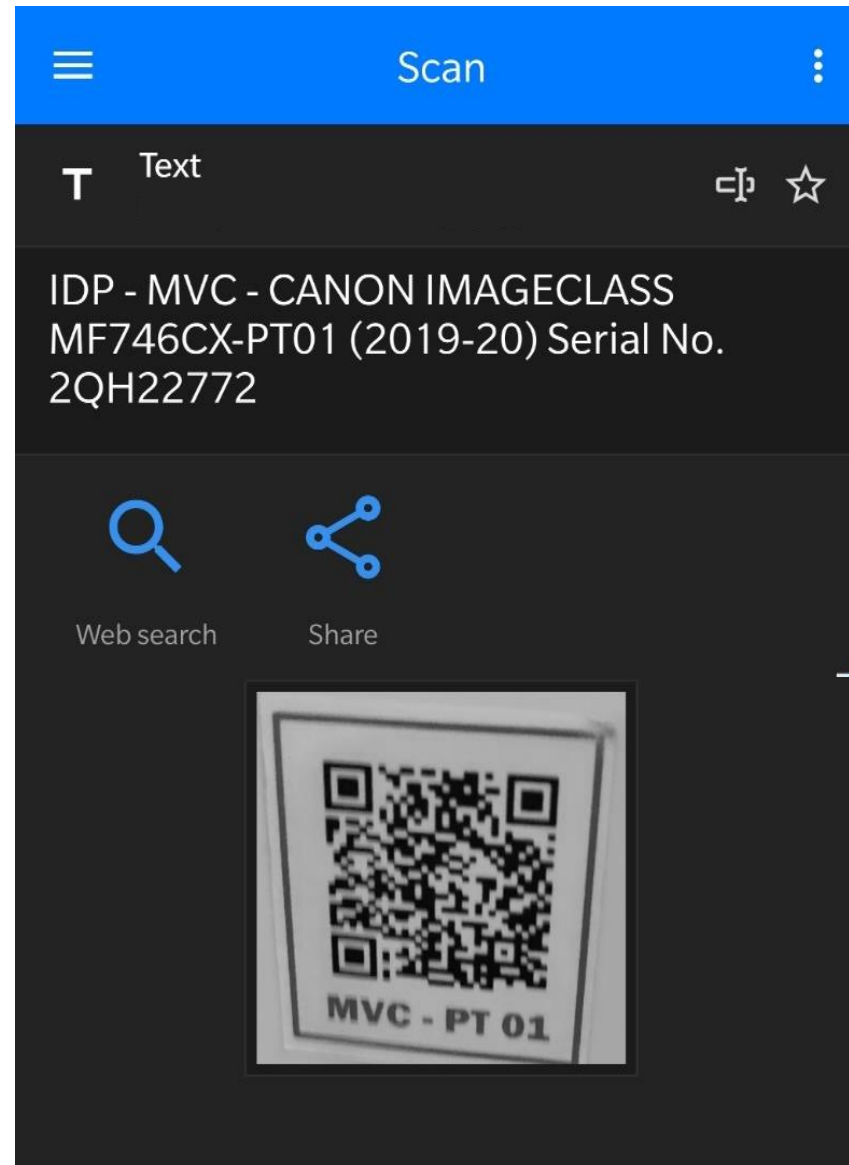 Scan
Text
IDP - MVC - CANON IMAGECLASS
MF746CX-PT01 (2019-20) Serial No.
2QH22772
Web search
Share
MVC - PT 01